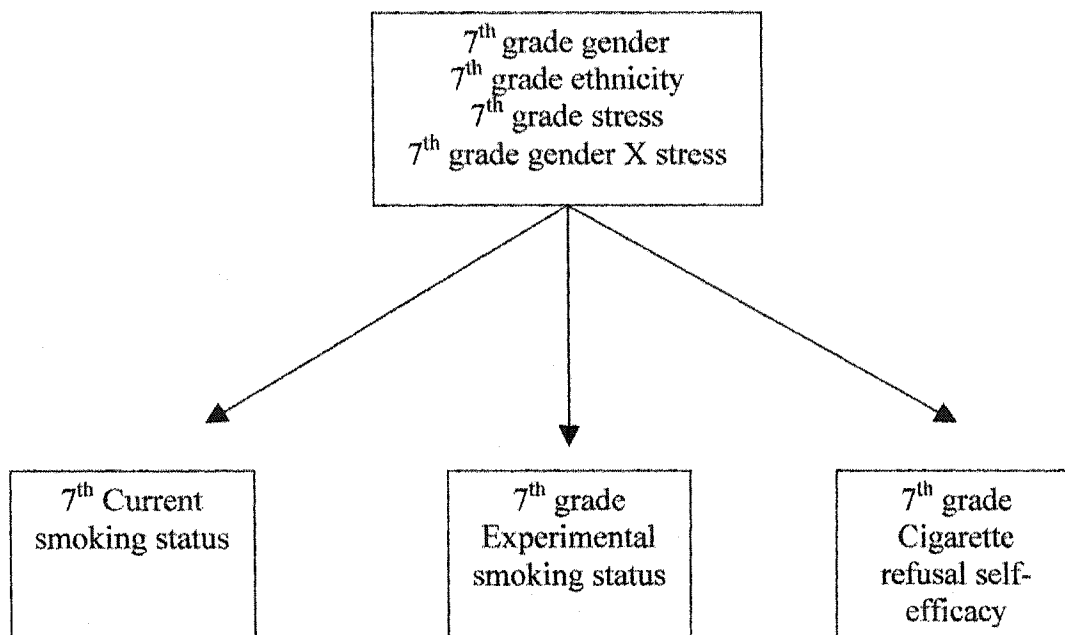 7th grade gender
7th grade ethnicity
7th grade stress
7th grade gender X stress
7th Current
smoking status
7th grade
Experimental
smoking status
7th grade
Cigarette
refusal self-
efficacy